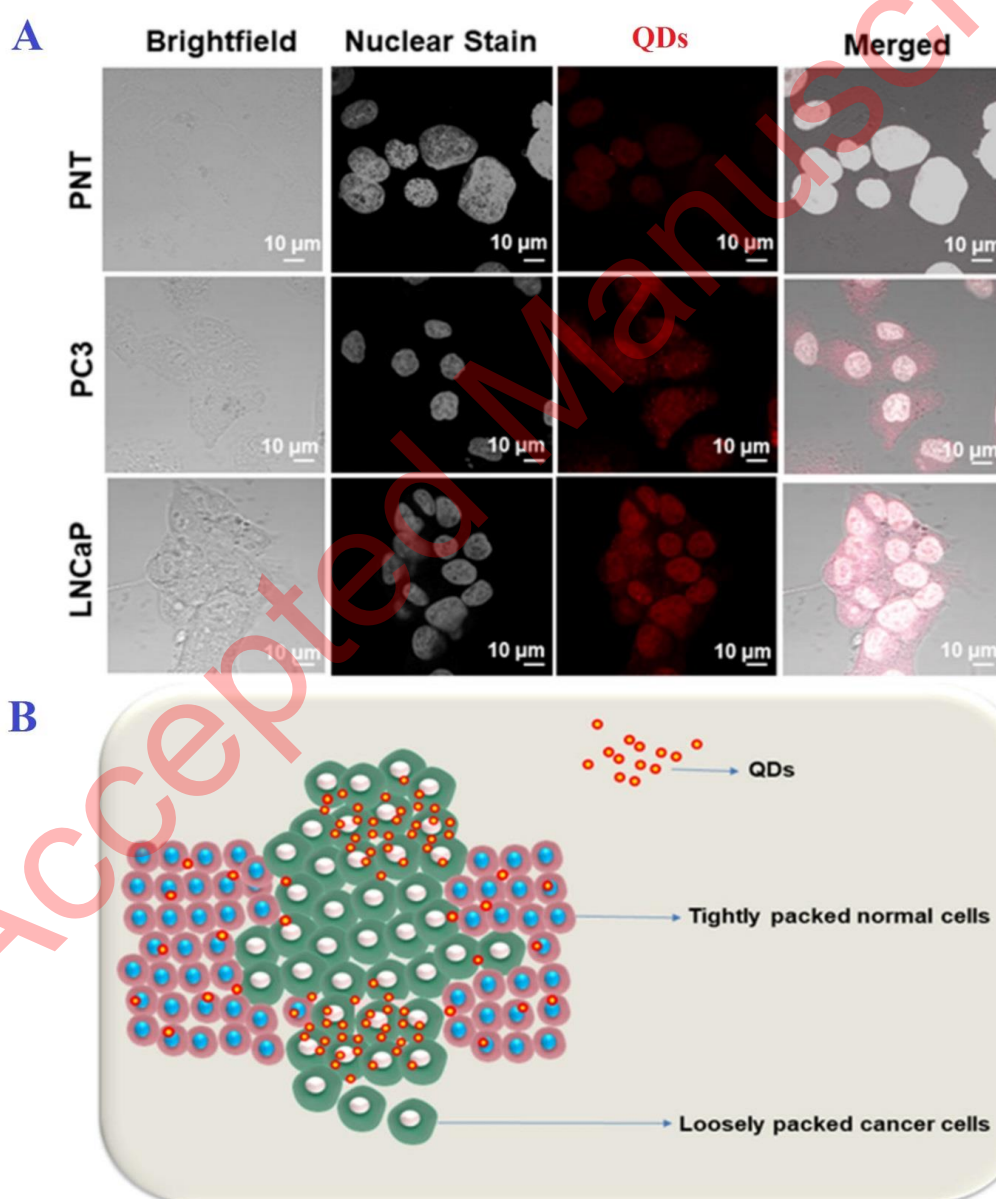 A
Brightfield Nuclear Stain QDs Merged
PNT
10 µm 10 µm 10 µm 10 µm
PC3
10 µm 10 µm 10 µm 10 µm
LNCaP
10 µm 10 µm 10 µm 10 µm
B
QDs
Tightly packed normal cells
Loosely packed cancer cells
Accepted Manuscri